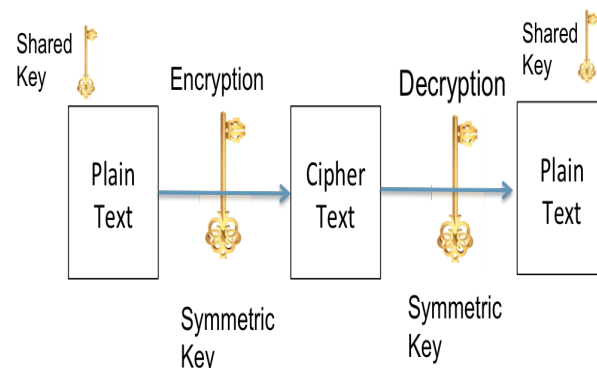 Shared
Key
Encryption
Decryption
Shared
Key
Plain
Text
Cipher
Text
Plain
Text
Symmetric
Key
Symmetric
Key